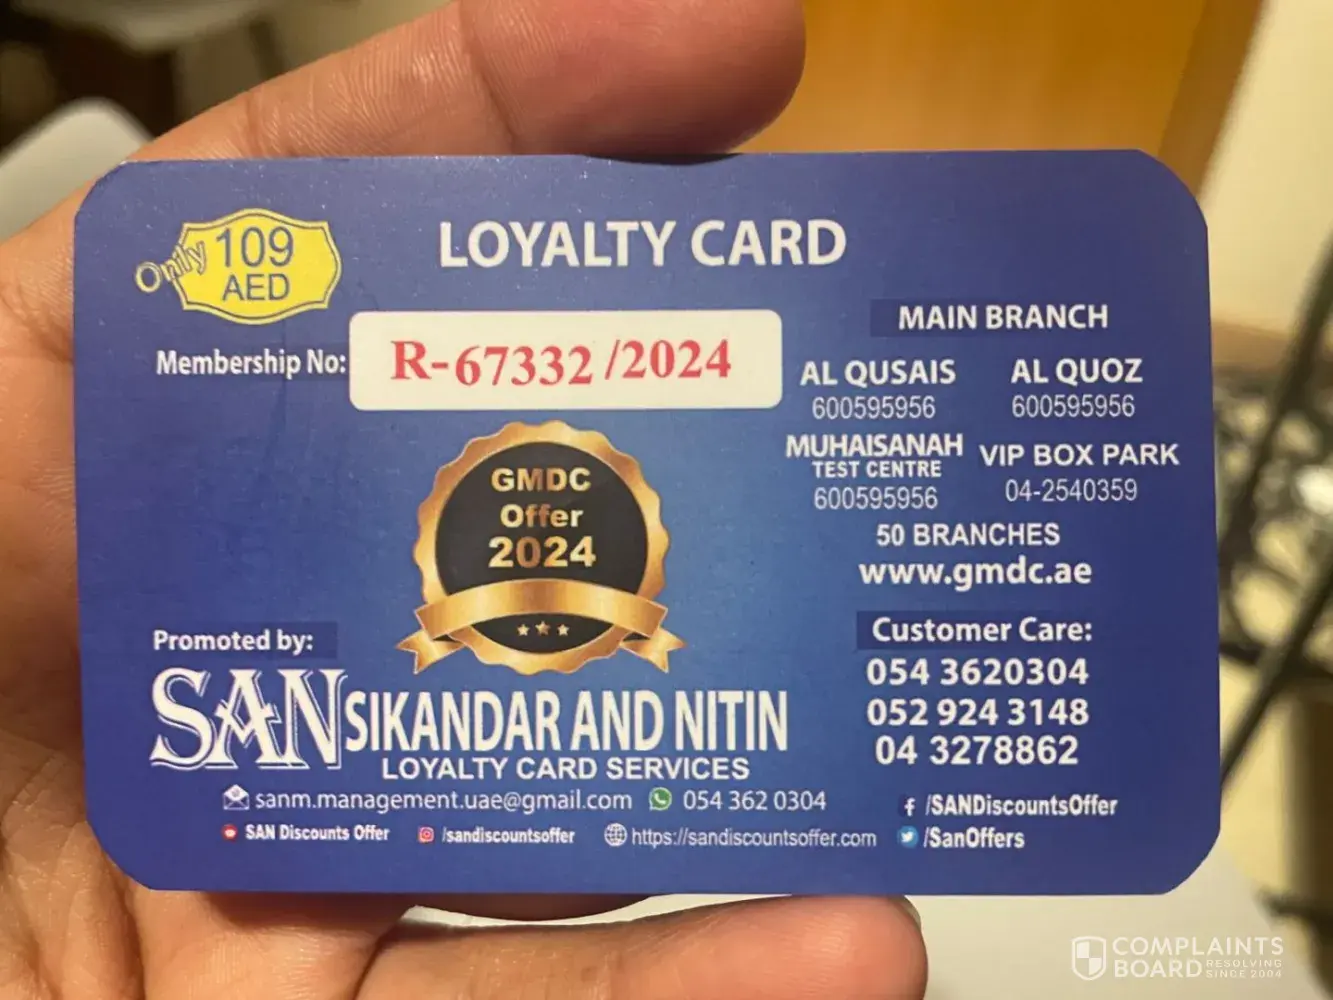 Only 109
AED
LOYALTY CARD
Membership No: R-67332/2024
MAIN BRANCH
AL QUSAIS
600595956
AL QUOZ
600595956
MUHAISANAH
TEST CENTRE
600595956
VIP BOX PARK
04-2540359
50 BRANCHES
www.gmdc.ae
GMDC
Offer
2024
Promoted by:
SAN SIKANDAR AND NITIN
LOYALTY CARD SERVICES
Customer Care:
054 3620304
052 924 3148
04 3278862
sanm.management.uae@gmail.com 054 362 0304
/SANDiscountsOffer
SAN Discounts Offer /sandiscountsoffer https://sandiscountsoffer.com /SanOffers
COMPLAINTS
BOARD RESOLVING
SINCE 2004